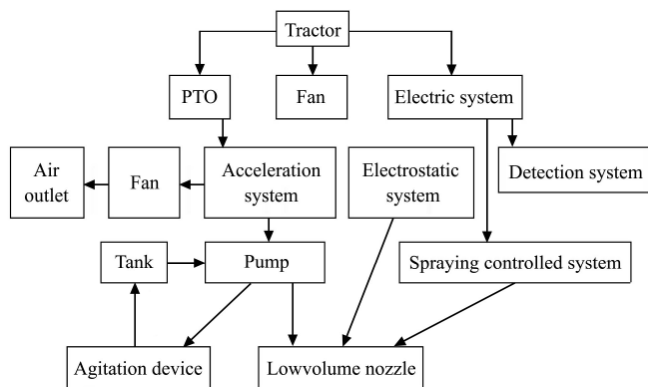 Tractor
PTO
Fan
Electric system
Air
outlet
Fan
Acceleration
system
Electrostatic
system
Detection system
Tank
Pump
Spraying controlled system
Agitation device
Lowvolume nozzle